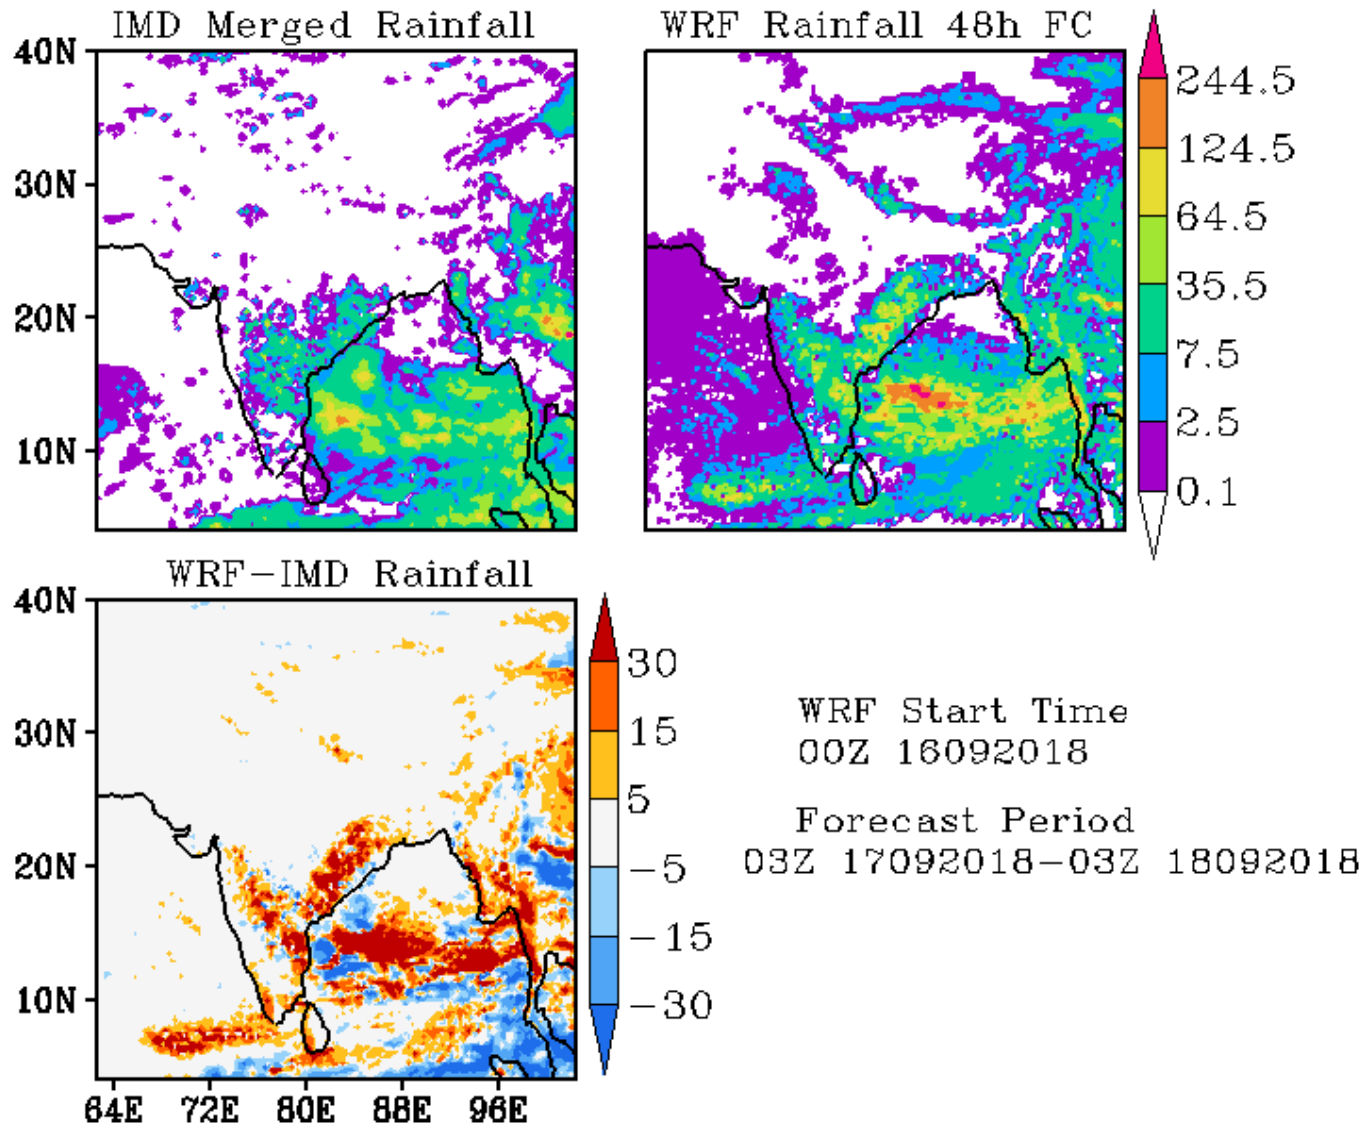 IMD Merged Rainfall
WRF Rainfall 48h FC
40N
30N
20N
10N
244.5
124.5
64.5
35.5
7.5
2.5
0.1
WRF-IMD Rainfall
40N
30N
20N
10N
64E 72E 80E 88E 96E
30
15
5
-5
-15
-30
WRF Start Time
00Z 16092018
Forecast Period
03Z 17092018-03Z 18092018